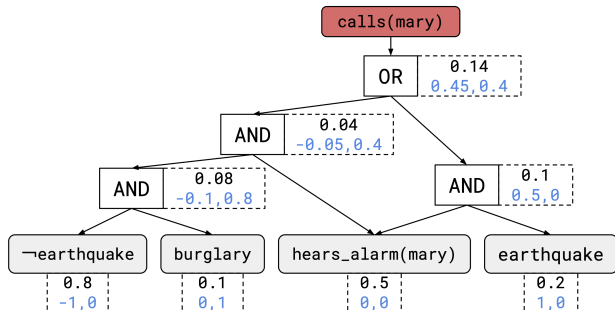 calls(mary)
OR
0.14
0.45,0.4
AND
0.04
-0.05,0.4
AND
0.08
-0.1,0.8
AND
0.1
0.5,0
¬earthquake
burglary
hears_alarm(mary)
earthquake
0.8
-1,0
0.1
0,1
0.5
0,0
0.2
1,0